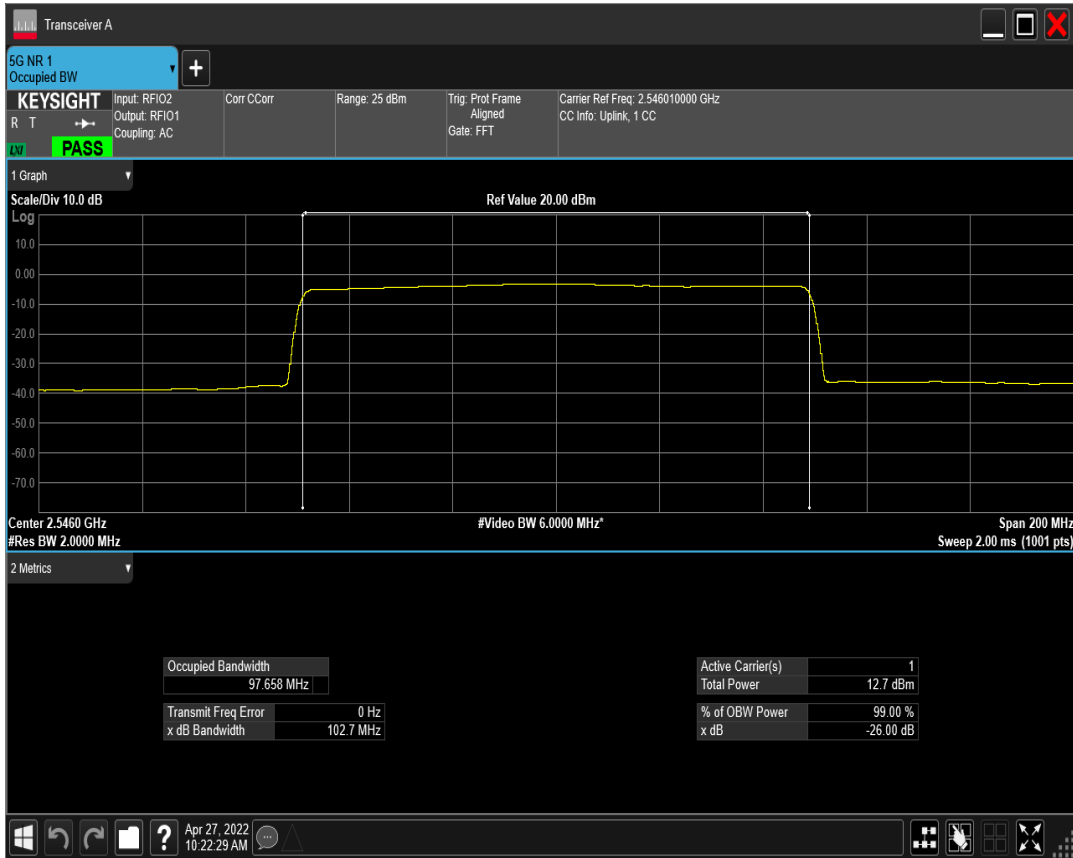 Transceiver A
5G NR 1
Occupied BW
KEYSIGHT
Input: RFIO2
Corr CCorr
Range: 25 dBm
Trig: Prot Frame
Carrier Ref Freq: 2.546010000 GHz
R T
Output: RFIO1
Aligned
CC Info: Uplink, 1 CC
Coupling: AC
Gate: FFT
LXI
PASS
1 Graph
Scale/Div 10.0 dB
Ref Value 20.00 dBm
Log
10.0
0.00
-10.0
-20.0
-30.0
-40.0
-50.0
-60.0
-70.0
Center 2.5460 GHz
#Video BW 6.0000 MHz*
Span 200 MHz
#Res BW 2.0000 MHz
Sweep 2.00 ms (1001 pts)
2 Metrics
Occupied Bandwidth
97.658 MHz
Transmit Freq Error 0 Hz
x dB Bandwidth 102.7 MHz
Active Carrier(s) 1
Total Power 12.7 dBm
% of OBW Power 99.00 %
x dB -26.00 dB
Apr 27, 2022
10:22:29 AM